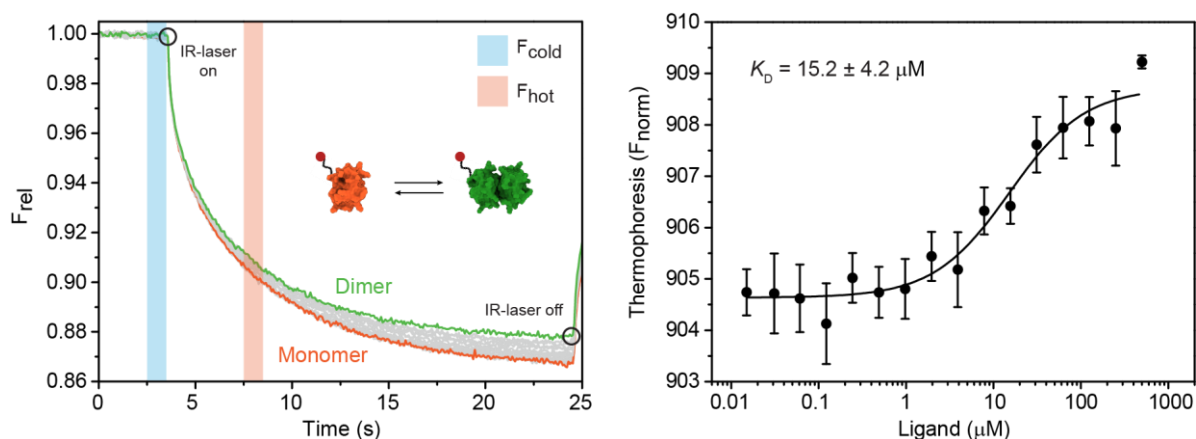 1.00
0.98
0.96
0.94
0.92
0.90
0.88
0.86
F_rel
IR-laser
on
F_cold
F_hot
Dimer
Monomer
IR-laser off
0
5
10
15
20
25
Time (s)
910
909
908
907
906
905
904
903
Thermophoresis (F_norm)
K_D = 15.2 ± 4.2 µM
0.01
0.1
1
10
100
1000
Ligand (µM)